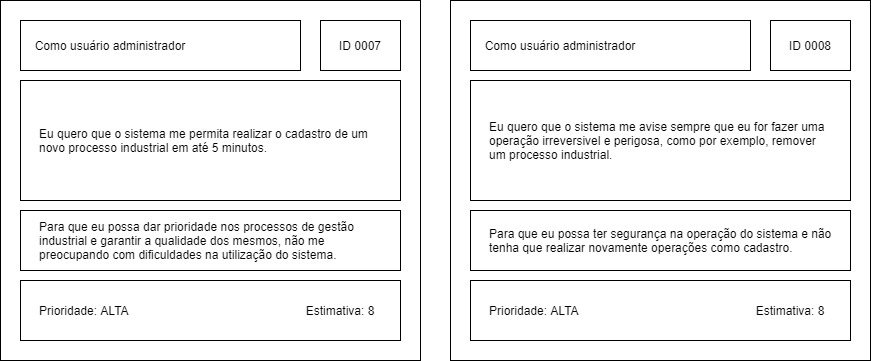 Como usuário administrador
ID 0007
Eu quero que o sistema me permita realizar o cadastro de um
novo processo industrial em até 5 minutos.
Para que eu possa dar prioridade nos processos de gestão
industrial e garantir a qualidade dos mesmos, não me
preocupando com dificuldades na utilização do sistema.
Prioridade: ALTA
Estimativa: 8
Como usuário administrador
ID 0008
Eu quero que o sistema me avise sempre que eu for fazer uma
operação irreversivel e perigosa, como por exemplo, remover
um processo industrial.
Para que eu possa ter segurança na operação do sistema e não
tenha que realizar novamente operações como cadastro.
Prioridade: ALTA
Estimativa: 8